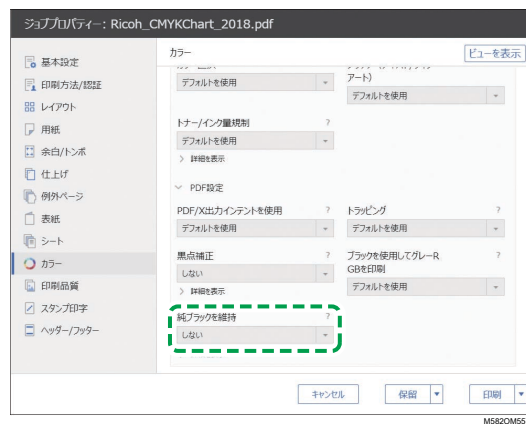 ジョブプロパティー: Ricoh_CMYKChart_2018.pdf
基本設定
印刷方法/認証
レイアウト
用紙
余白/トンボ
仕上げ
例外ページ
表紙
シート
カラー
印刷品質
スタンプ印字
ヘッダー/フッター
カラー
ビューを表示
デフォルトを使用
アート)
デフォルトを使用
トナー/インク量規制 ?
デフォルトを使用
詳細を表示
PDF設定
PDF/X出力インテントを使用 ?
デフォルトを使用
トラッピング ?
デフォルトを使用
黒点補正 ?
しない
詳細を表示
ブラックを使用してグレーR ?
GBを印刷
デフォルトを使用
純ブラックを維持 ?
しない
キャンセル
保留
印刷
M582OM55